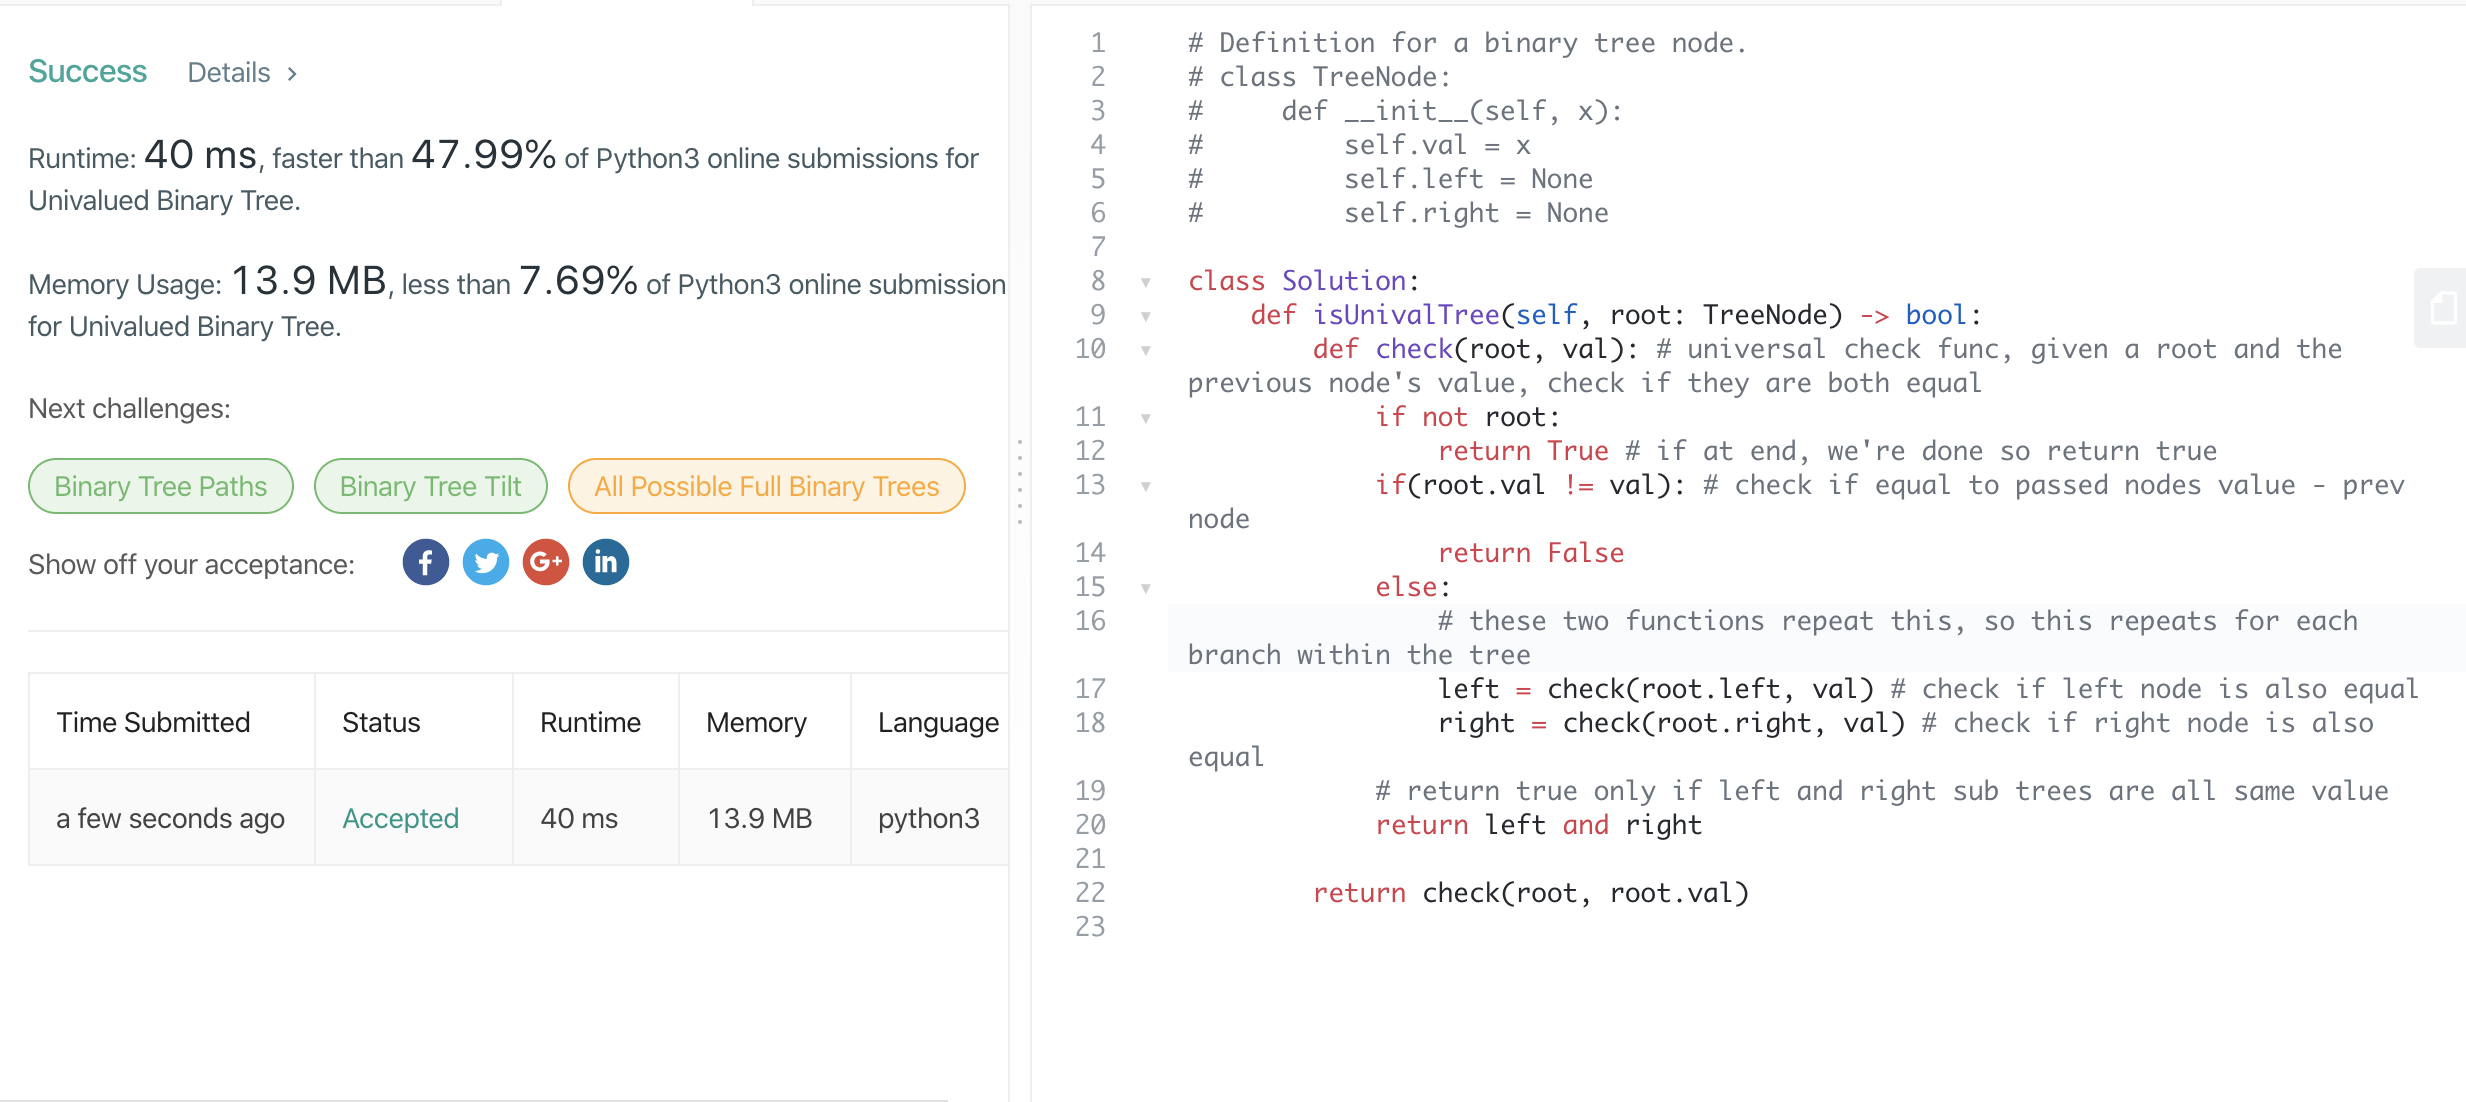 Success Details >
Runtime: 40 ms, faster than 47.99% of Python3 online submissions for
Univalued Binary Tree.
Memory Usage: 13.9 MB, less than 7.69% of Python3 online submission
for Univalued Binary Tree.
Next challenges:
Binary Tree Paths Binary Tree Tilt All Possible Full Binary Trees
Show off your acceptance: f G+ in
Time Submitted Status Runtime Memory Language
a few seconds ago Accepted 40 ms 13.9 MB python3
1 # Definition for a binary tree node.
2 # class TreeNode:
3 #     def __init__(self, x):
4 #         self.val = x
5 #         self.left = None
6 #         self.right = None
7
8 class Solution:
9     def isUnivalTree(self, root: TreeNode) -> bool:
10         def check(root, val): # universal check func, given a root and the
previous node's value, check if they are both equal
11             if not root:
12                 return True # if at end, we're done so return true
13             if(root.val != val): # check if equal to passed nodes value - prev
node
14                 return False
15             else:
16                 # these two functions repeat this, so this repeats for each
branch within the tree
17                 left = check(root.left, val) # check if left node is also equal
18                 right = check(root.right, val) # check if right node is also
equal
19             # return true only if left and right sub trees are all same value
20             return left and right
21
22         return check(root, root.val)
23